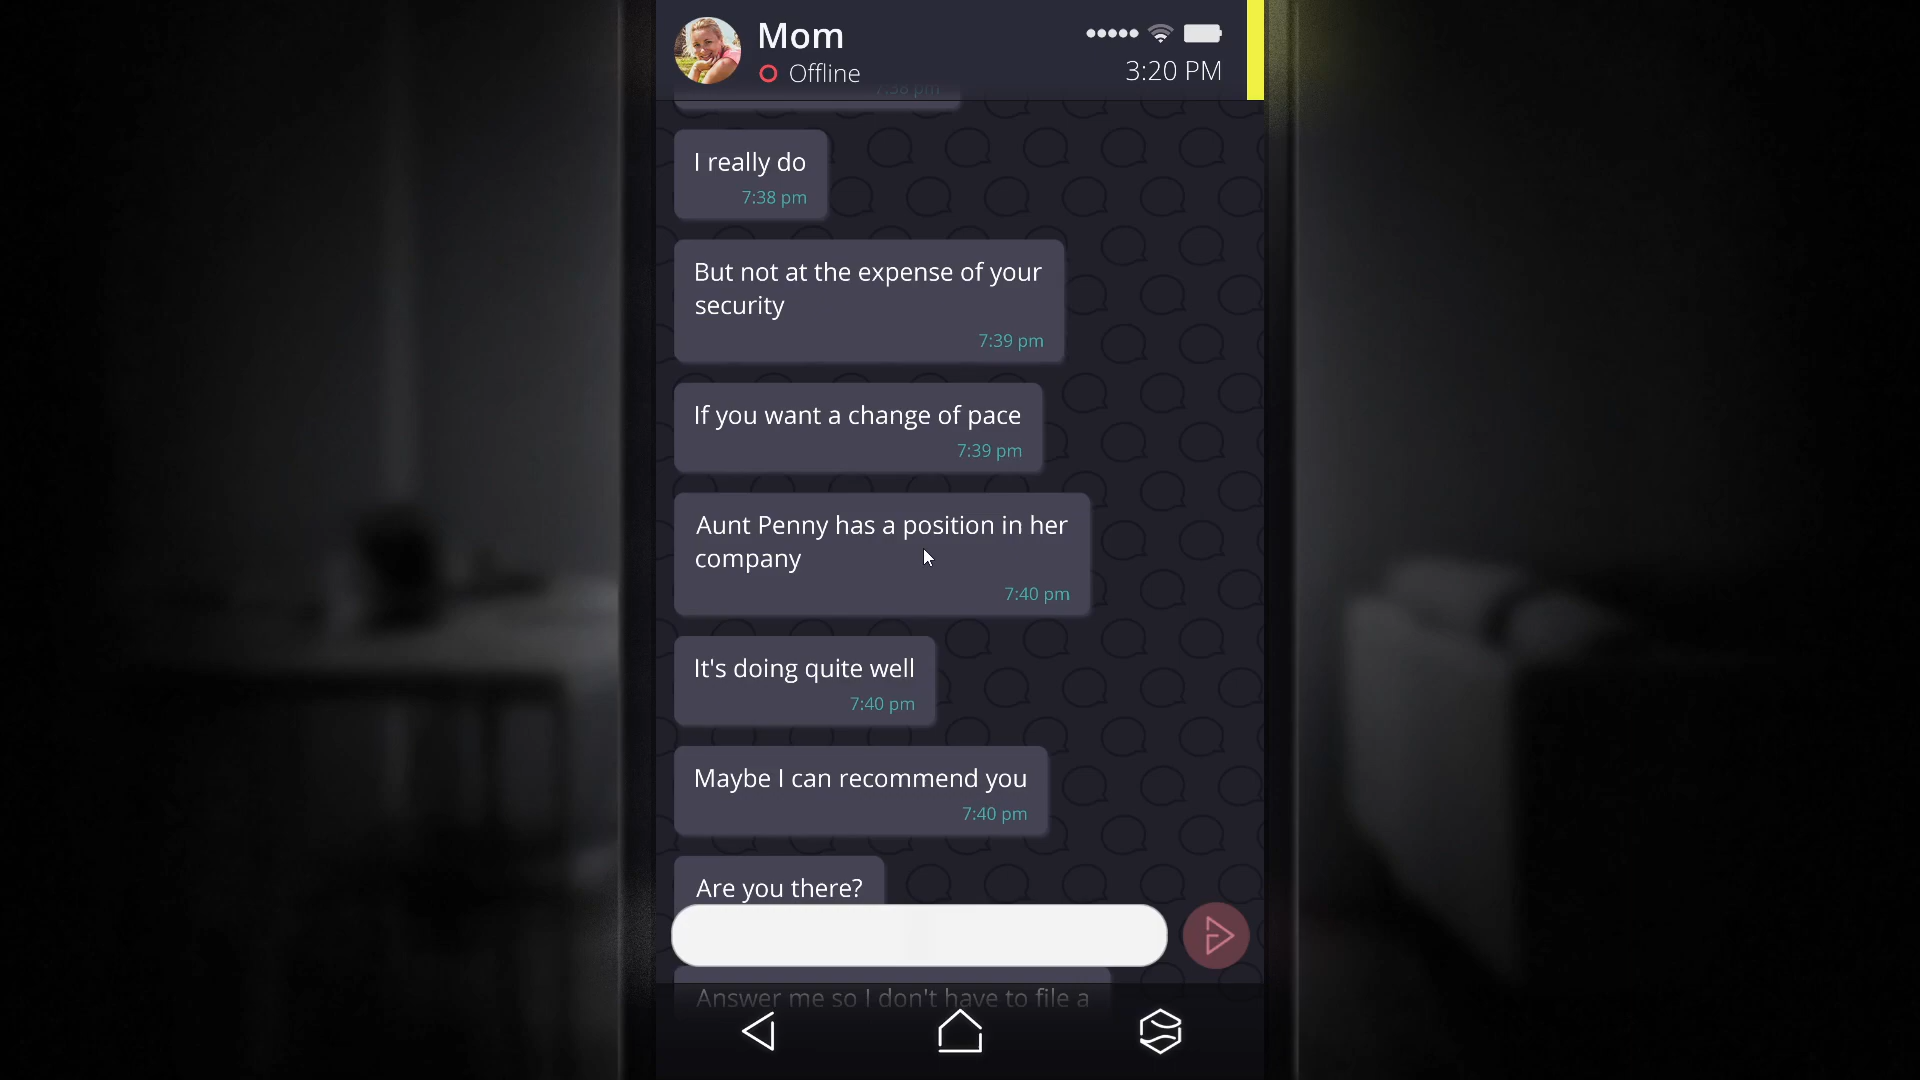 Mom
Offline
3:20 PM
7:38 pm
I really do
7:38 pm
But not at the expense of your
security
7:39 pm
If you want a change of pace
7:39 pm
Aunt Penny has a position in her
company
7:40 pm
It's doing quite well
7:40 pm
Maybe I can recommend you
7:40 pm
Are you there?
Answer me so I don't have to file a